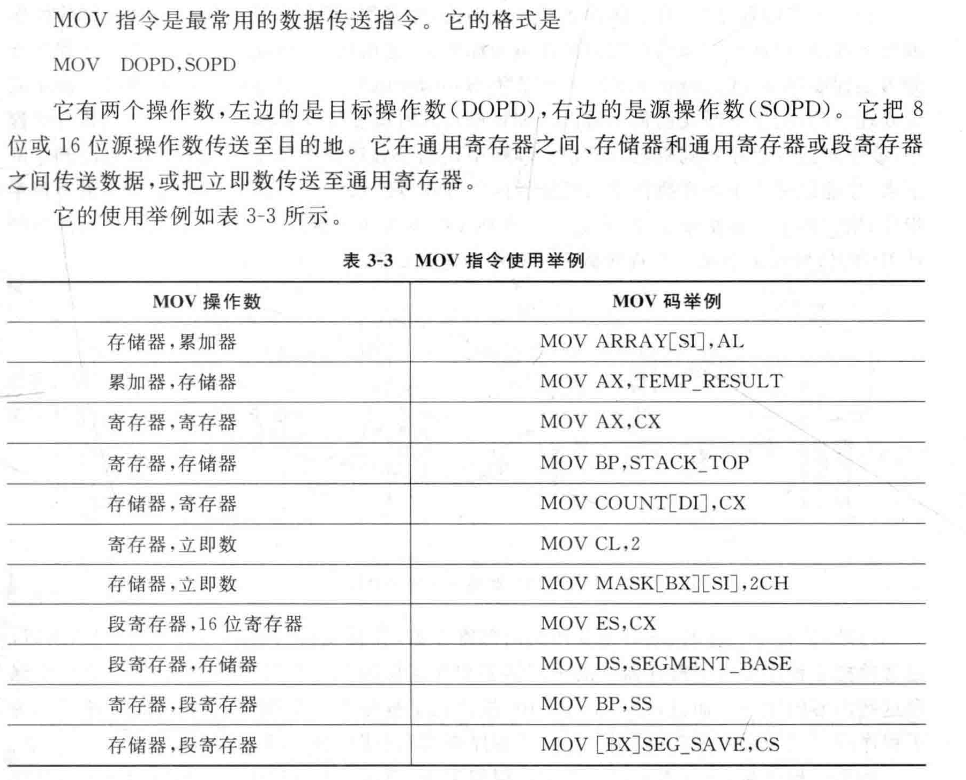 MOV 指令是最常用的数据传送指令。它的格式是
MOV DOPD,SOPD
它有两个操作数,左边的是目标操作数(DOPD),右边的是源操作数(SOPD)。它把 8
位或 16 位源操作数传送至目的地。它在通用寄存器之间、存储器和通用寄存器或段寄存器
之间传送数据,或把立即数传送至通用寄存器。
它的使用举例如表 3-3 所示。
表 3-3 MOV 指令使用举例
MOV 操作数 MOV 码举例
存储器,累加器 MOV ARRAY[SI],AL
累加器,存储器 MOV AX,TEMP_RESULT
寄存器,寄存器 MOV AX,CX
寄存器,存储器 MOV BP,STACK_TOP
存储器,寄存器 MOV COUNT[DI],CX
寄存器,立即数 MOV CL,2
存储器,立即数 MOV MASK[BX][SI],2CH
段寄存器,16 位寄存器 MOV ES,CX
段寄存器,存储器 MOV DS,SEGMENT_BASE
寄存器,段寄存器 MOV BP,SS
存储器,段寄存器 MOV [BX]SEG_SAVE,CS